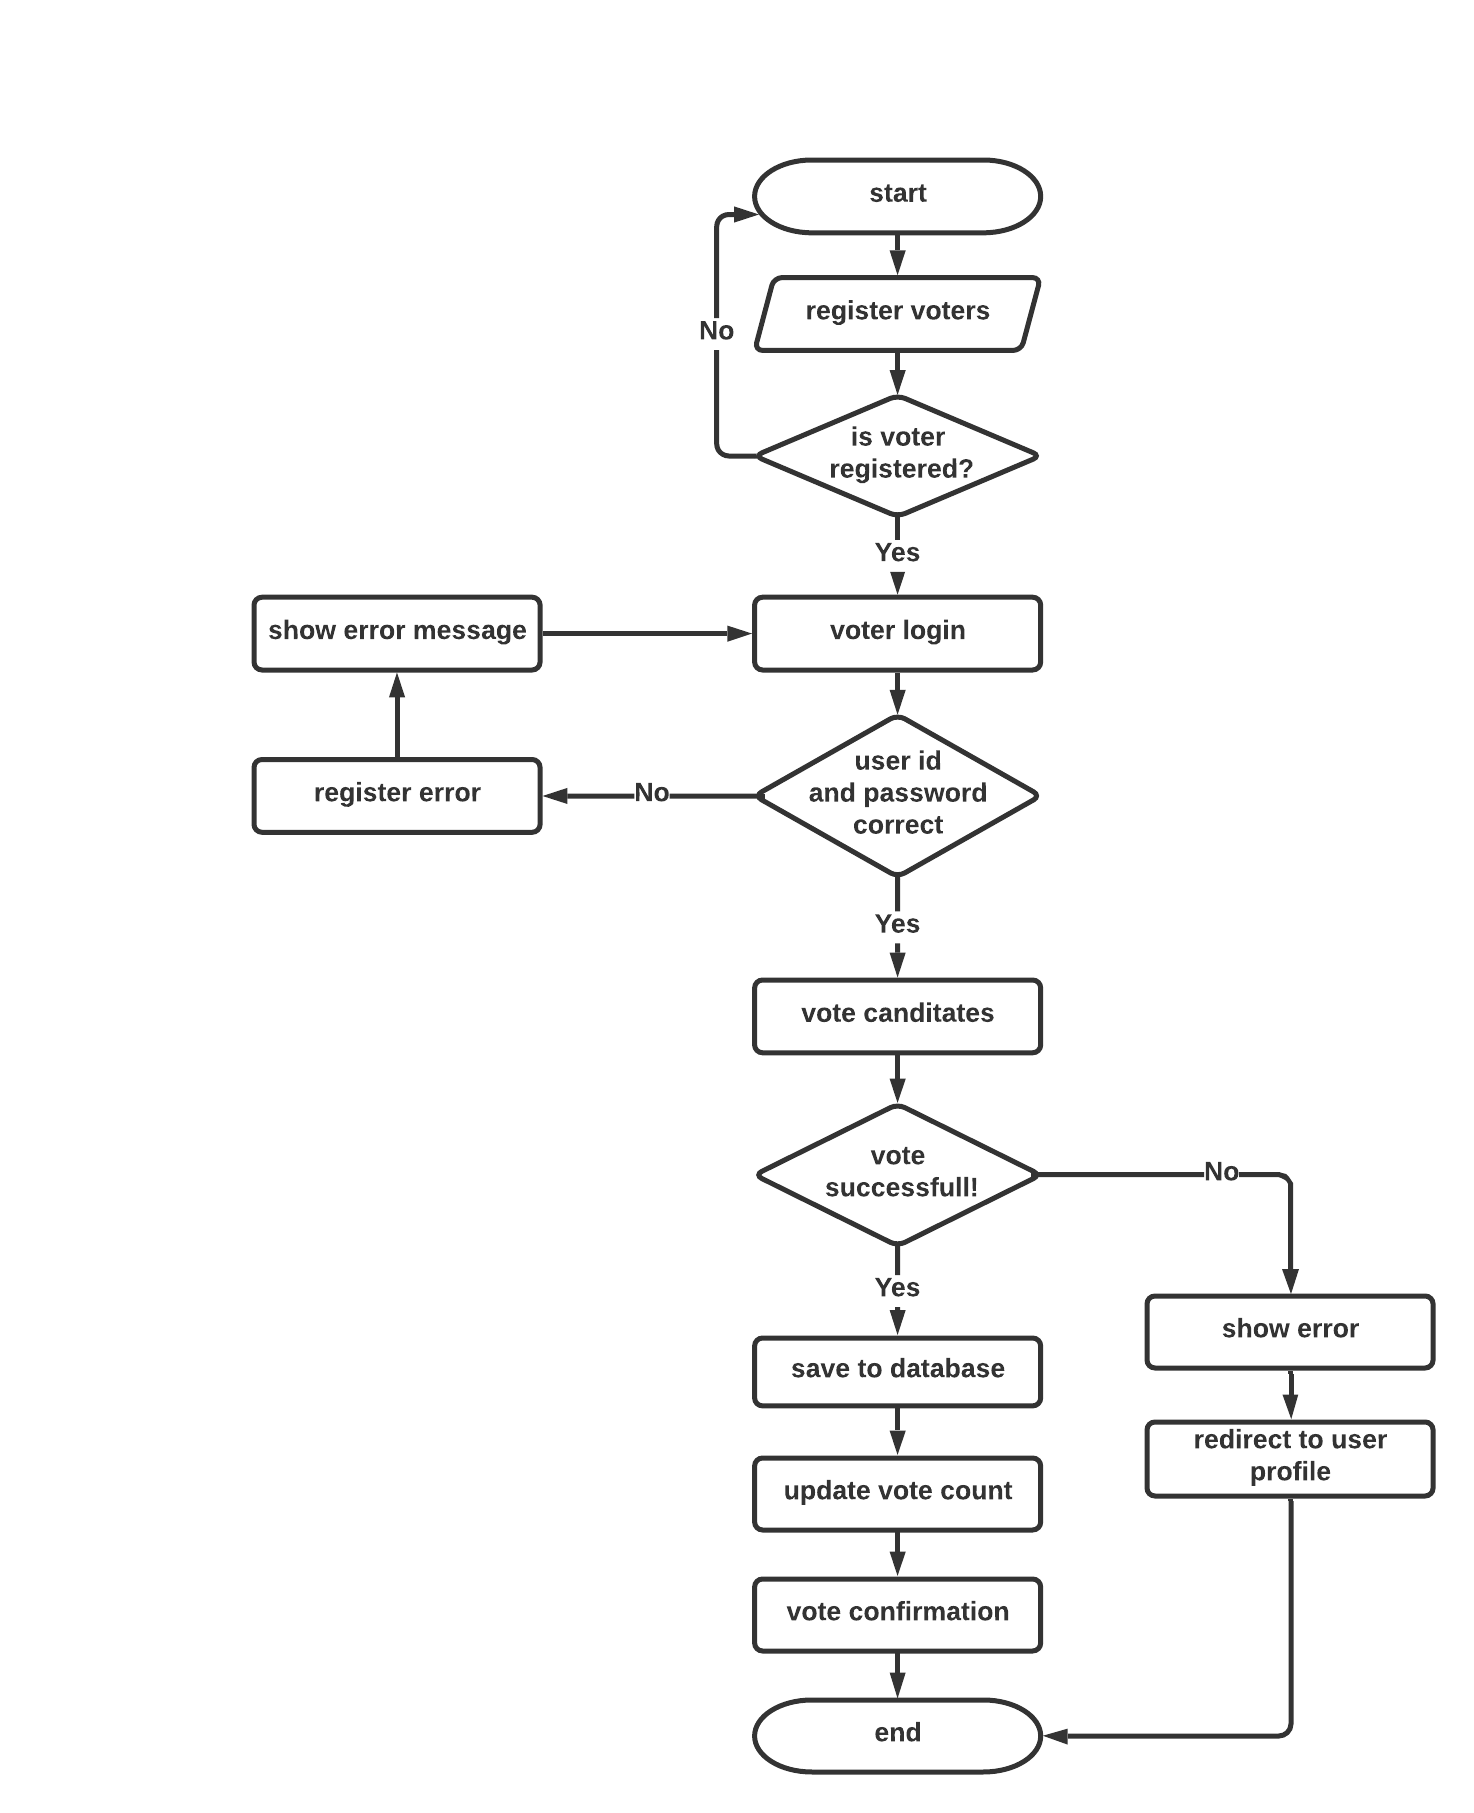 start
register voters
No
is voter
registered?
Yes
show error message
voter login
user id
and password
correct
No
register error
Yes
vote canditates
vote
successfull!
No
Yes
show error
save to database
redirect to user
profile
update vote count
vote confirmation
end